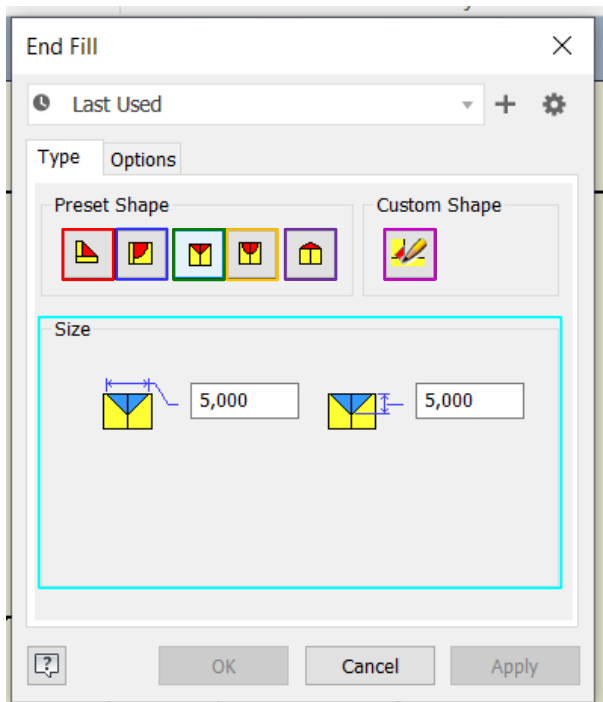 End Fill
Last Used
Type Options
Preset Shape Custom Shape
Size
5,000 5,000
OK Cancel Apply